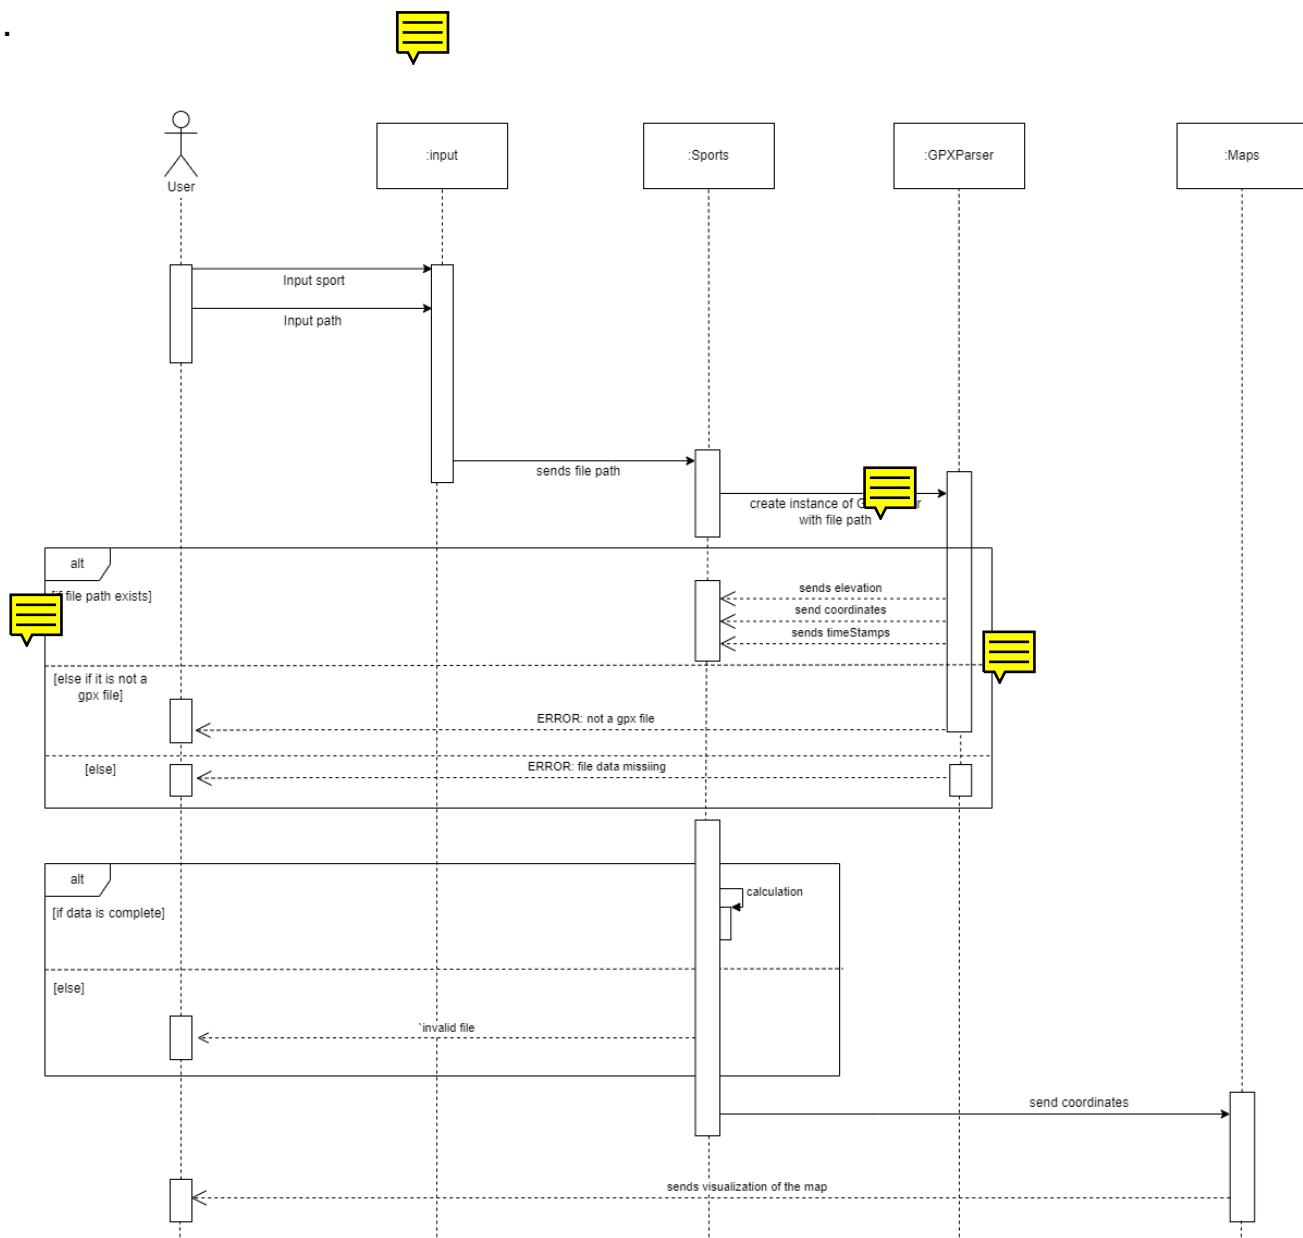 .
User
:input
:Sports
:GPXParser
:Maps
Input sport
Input path
sends file path
create instance of
with file path
alt
file path exists]
sends elevation
send coordinates
sends timeStamps
[else if it is not a
gpx file]
ERROR: not a gpx file
[else]
ERROR: file data missiing
alt
calculation
[if data is complete]
[else]
`invalid file
send coordinates
sends visualization of the map